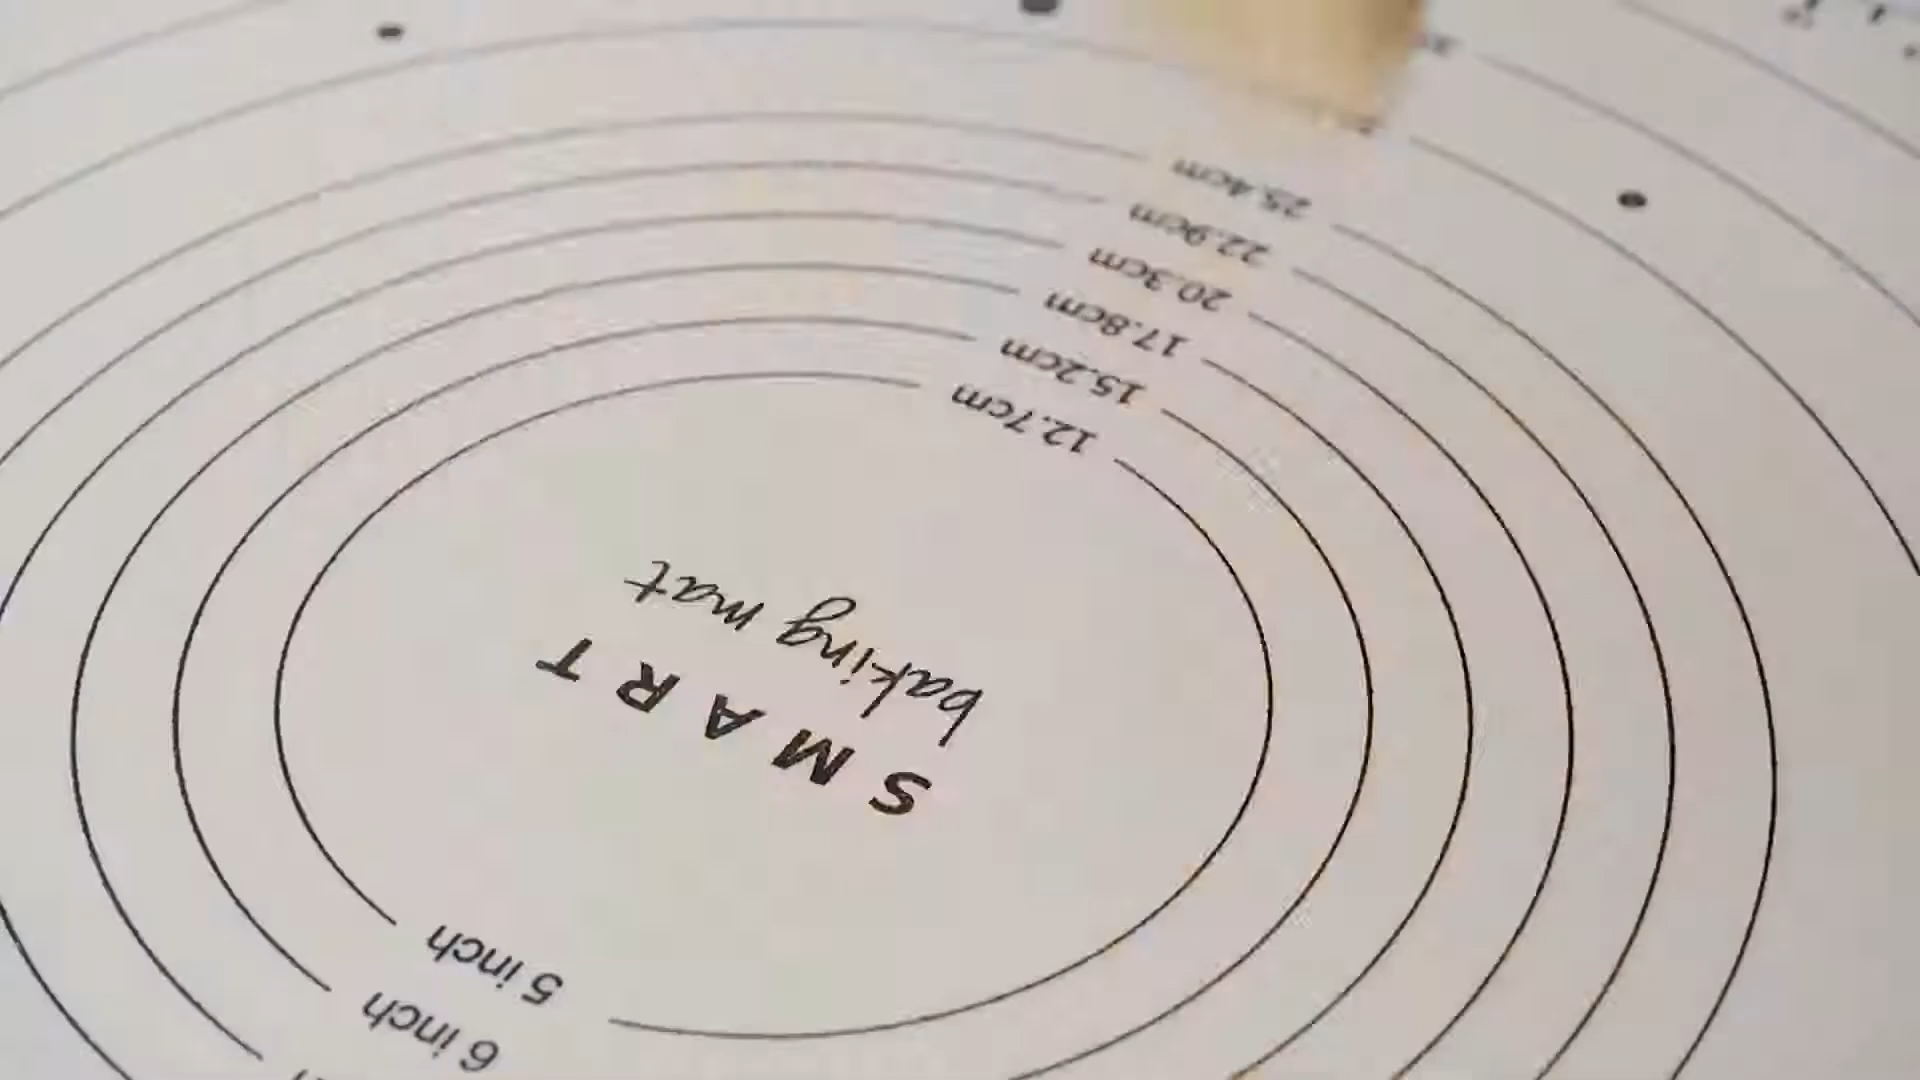 SMART
baking mat
12.7cm
15.2cm
17.8cm
20.3cm
22.9cm
25.4cm
5 inch
6 inch